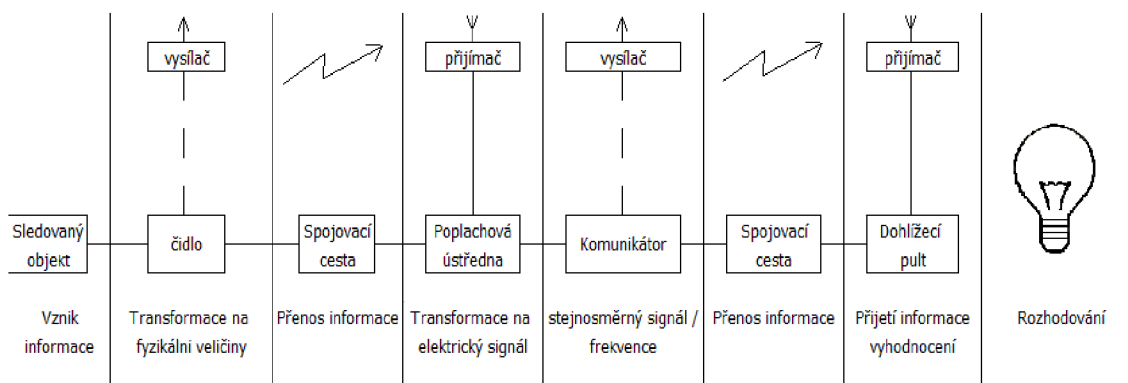 vysílač
přijímač
vysílač
přijímač
Sledovaný
objekt
čidlo
Spojovací
cesta
Poplachová
ústředna
Komunikátor
Spojovací
cesta
Dohlížecí
pult
Vznik
informace
Transformace na
fyzikálni veličiny
Přenos informace
Transformace na
elektrický signál
stejnosměrný signál /
frekvence
Přenos informace
Přijetí informace
vyhodnocení
Rozhodování